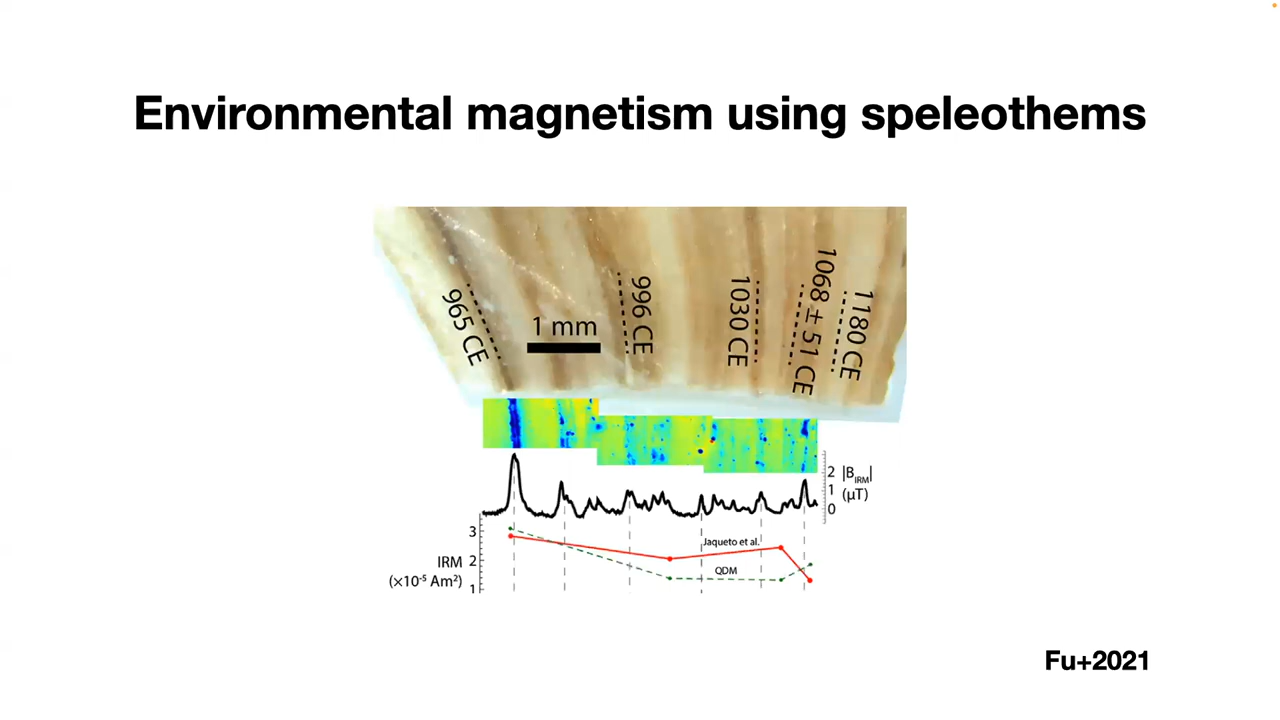 Environmental magnetism using speleothems
965 CE
1 mm
996 CE
1030 CE
1068 ± 51 CE
1180 CE
2
1
0
|B_IRM|
(μT)
3
2
1
IRM
(×10⁻⁵ Am²)
Jaqueto et al.
QDM
Fu+2021